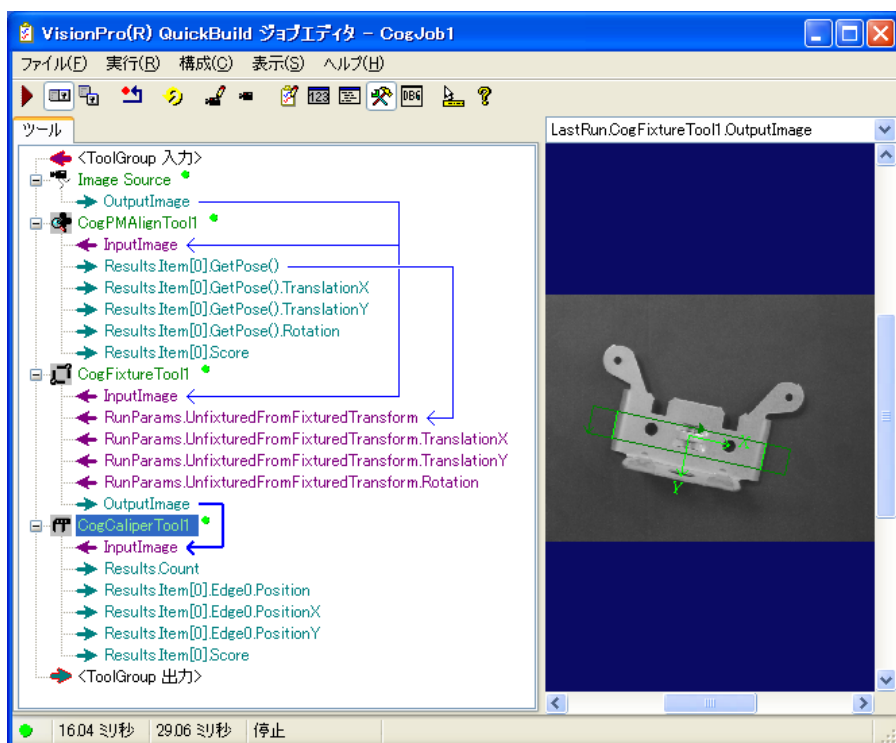 VisionPro(R) QuickBuild ジョブエディタ - CogJob1
ファイル(F) 実行(R) 構成(C) 表示(S) ヘルプ(H)
123 DBG ?
ツール
LastRun.CogFixtureTool1.OutputImage
<ToolGroup 入力>
Image Source
OutputImage
CogPMAlignTool1
InputImage
Results.Item[0].GetPose()
Results.Item[0].GetPose().TranslationX
Results.Item[0].GetPose().TranslationY
Results.Item[0].GetPose().Rotation
Results.Item[0].Score
CogFixtureTool1
InputImage
RunParams.UnfixturedFromFixturedTransform
RunParams.UnfixturedFromFixturedTransform.TranslationX
RunParams.UnfixturedFromFixturedTransform.TranslationY
RunParams.UnfixturedFromFixturedTransform.Rotation
OutputImage
CogCaliperTool1
InputImage
Results.Count
Results.Item[0].Edge0.Position
Results.Item[0].Edge0.PositionX
Results.Item[0].Edge0.PositionY
Results.Item[0].Score
<ToolGroup 出力>
X
Y
16.04 ミリ秒 29.06 ミリ秒 停止